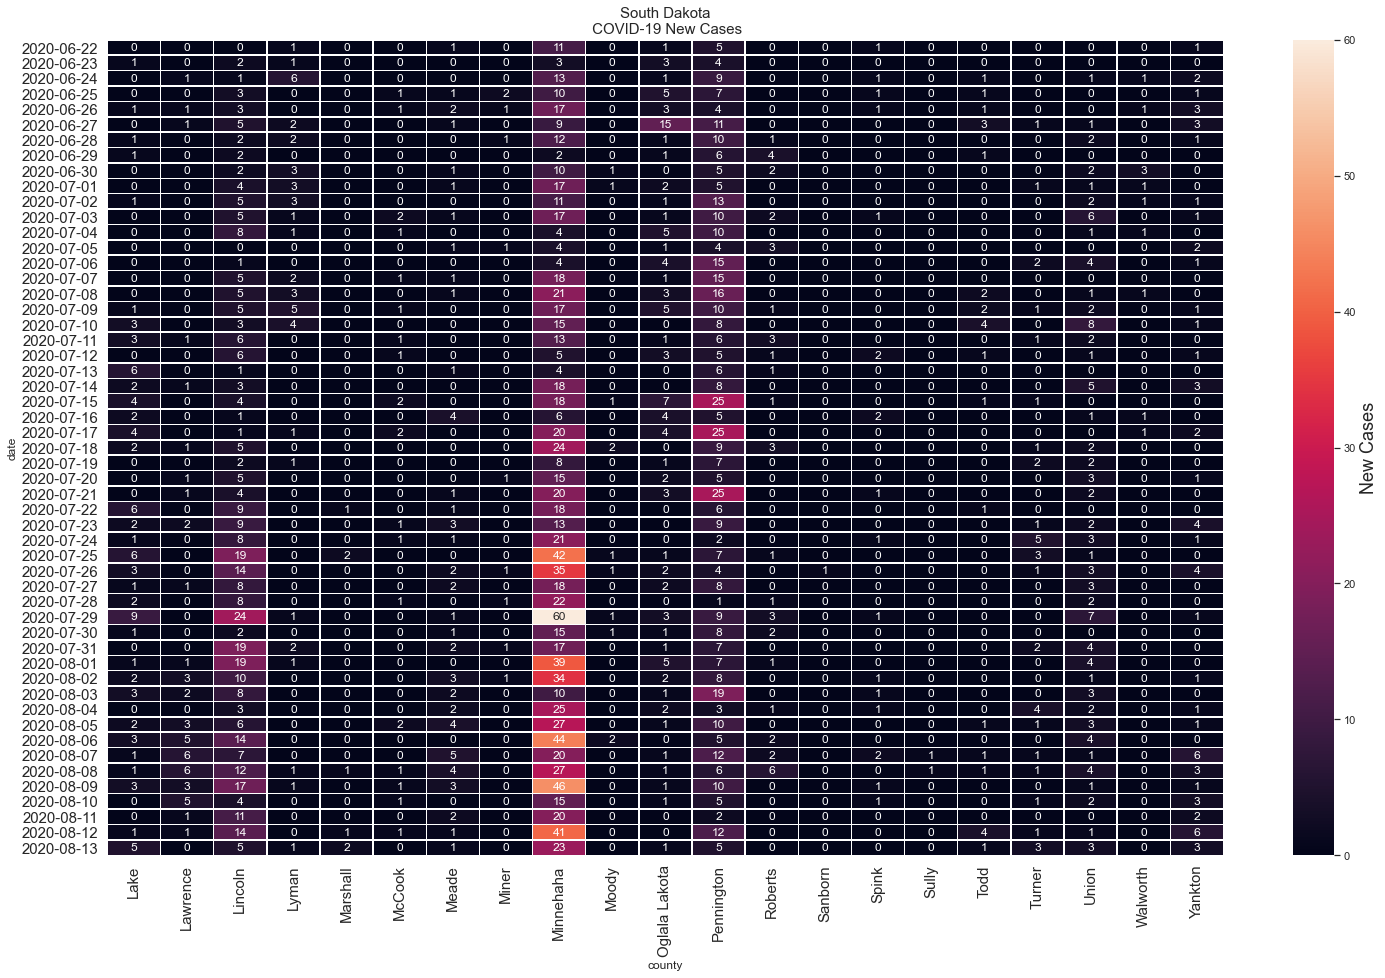 South Dakota
COVID-19 New Cases
2020-06-22 0 0 0 1 0 0 1 0 11 0 1 5 0 0 1 0 0 0 0 0 1
2020-06-23 1 0 2 1 0 0 0 0 3 0 3 4 0 0 0 0 0 0 0 0 0
2020-06-24 0 1 1 6 0 0 0 0 13 0 1 9 0 0 1 0 1 0 1 1 2
2020-06-25 0 0 3 0 0 1 1 2 10 0 5 7 0 0 1 0 1 0 0 0 1
2020-06-26 1 1 3 0 0 1 2 1 17 0 3 4 0 0 1 0 1 0 0 1 3
2020-06-27 0 1 5 2 0 0 1 0 9 0 15 11 0 0 0 0 3 1 1 0 3
2020-06-28 1 0 2 2 0 0 0 1 12 0 1 10 1 0 0 0 0 0 2 0 1
2020-06-29 1 0 0 0 0 0 0 0 2 0 1 6 4 0 0 0 1 0 0 0 0
2020-06-30 0 0 2 3 0 0 1 0 10 1 0 5 2 0 0 0 0 0 2 3 0
2020-07-01 0 0 4 3 0 0 1 0 17 1 2 5 0 0 0 0 0 1 1 1 0
2020-07-02 1 0 5 3 0 0 0 0 11 0 1 13 0 0 0 0 0 0 2 1 1
2020-07-03 0 0 5 1 0 2 1 0 17 0 1 10 2 0 1 0 0 0 6 0 1
2020-07-04 0 0 8 1 0 1 0 0 4 0 5 10 0 0 0 0 0 0 1 1 0
2020-07-05 0 0 0 0 0 0 1 1 4 0 1 4 3 0 0 0 0 0 0 0 2
2020-07-06 0 0 1 0 0 0 0 0 4 0 4 15 0 0 0 0 0 2 4 0 1
2020-07-07 0 0 5 2 0 1 1 0 18 0 1 15 0 0 0 0 0 0 0 0 0
2020-07-08 0 0 5 3 0 0 1 0 21 0 3 16 0 0 0 0 2 0 1 1 0
2020-07-09 1 0 5 5 0 1 0 0 17 0 5 10 1 0 0 0 2 1 2 0 1
2020-07-10 3 0 3 4 0 0 0 0 15 0 0 8 0 0 0 0 4 0 8 0 1
2020-07-11 3 1 6 0 0 1 0 0 13 0 1 6 3 0 0 0 0 1 2 0 0
2020-07-12 0 0 6 0 0 1 0 0 5 0 3 5 1 0 2 0 1 0 1 0 1
2020-07-13 6 0 1 0 0 0 1 0 4 0 0 6 1 0 0 0 0 0 0 0 0
2020-07-14 2 1 3 0 0 0 0 0 18 0 0 8 0 0 0 0 0 0 5 0 3
2020-07-15 4 0 4 0 0 2 0 0 18 1 7 25 1 0 0 0 1 1 0 0 0
2020-07-16 2 0 1 0 0 0 4 0 6 0 4 5 0 0 2 0 0 0 1 1 0
2020-07-17 4 0 1 1 0 2 0 0 20 0 4 25 0 0 0 0 0 0 0 1 2
2020-07-18 2 1 5 0 0 0 0 0 24 2 0 9 3 0 0 0 0 1 2 0 0
2020-07-19 0 0 2 1 0 0 0 0 8 0 1 7 0 0 0 0 0 2 2 0 0
2020-07-20 0 1 5 0 0 0 0 1 15 0 2 5 0 0 0 0 0 0 3 0 1
2020-07-21 0 1 4 0 0 0 1 0 20 0 3 25 0 0 1 0 0 0 2 0 0
2020-07-22 6 0 9 0 1 0 1 0 18 0 0 6 0 0 0 0 1 0 0 0 0
2020-07-23 2 2 9 0 0 1 3 0 13 0 0 9 0 0 0 0 0 1 2 0 4
2020-07-24 1 0 8 0 0 1 1 0 21 0 0 2 0 0 1 0 0 5 3 0 1
2020-07-25 6 0 19 0 2 0 0 0 42 1 1 7 1 0 0 0 0 3 1 0 0
2020-07-26 3 0 14 0 0 0 2 1 35 1 2 4 0 1 0 0 0 1 3 0 4
2020-07-27 1 1 8 0 0 0 2 0 18 0 2 8 0 0 0 0 0 0 3 0 0
2020-07-28 2 0 8 0 0 1 0 1 22 0 0 1 1 0 0 0 0 0 2 0 0
2020-07-29 9 0 24 1 0 0 1 0 60 1 3 9 3 0 1 0 0 0 7 0 1
2020-07-30 1 0 2 0 0 0 1 0 15 1 1 8 2 0 0 0 0 0 0 0 0
2020-07-31 0 0 19 2 0 0 2 1 17 0 1 7 0 0 0 0 0 2 4 0 0
2020-08-01 1 1 19 1 0 0 0 0 39 0 5 7 1 0 0 0 0 0 4 0 0
2020-08-02 2 3 10 0 0 0 3 1 34 0 2 8 0 0 1 0 0 0 1 0 1
2020-08-03 3 2 8 0 0 0 2 0 10 0 0 19 0 0 1 0 0 0 3 0 0
2020-08-04 0 0 3 0 0 0 2 0 25 0 2 3 1 0 1 0 0 4 2 0 1
2020-08-05 2 3 6 0 0 2 4 0 27 0 1 10 0 0 0 0 1 1 3 0 1
2020-08-06 3 5 14 0 0 0 0 0 44 2 0 5 2 0 0 0 0 0 4 0 0
2020-08-07 1 6 7 0 0 0 5 0 20 0 1 12 2 0 2 1 1 1 1 0 6
2020-08-08 1 6 12 1 1 1 4 0 27 0 1 6 6 0 0 1 1 1 4 0 3
2020-08-09 3 3 17 1 0 1 3 0 46 0 1 10 0 0 1 0 0 0 1 0 1
2020-08-10 0 5 4 0 0 1 0 0 15 0 1 5 0 0 1 0 0 1 2 0 3
2020-08-11 0 1 11 0 0 0 2 0 20 0 0 2 0 0 0 0 0 0 0 0 2
2020-08-12 1 1 14 0 1 1 1 0 41 0 0 12 0 0 0 0 4 1 1 0 6
2020-08-13 5 0 5 1 2 0 1 0 23 0 1 5 0 0 0 0 1 3 3 0 3
date
Lake Lawrence Lincoln Lyman Marshall McCook Meade Miner Minnehaha Moody Oglala Lakota Pennington Roberts Sanborn Spink Sully Todd Turner Union Walworth Yankton
county
60
50
40
30
20
10
0
New Cases